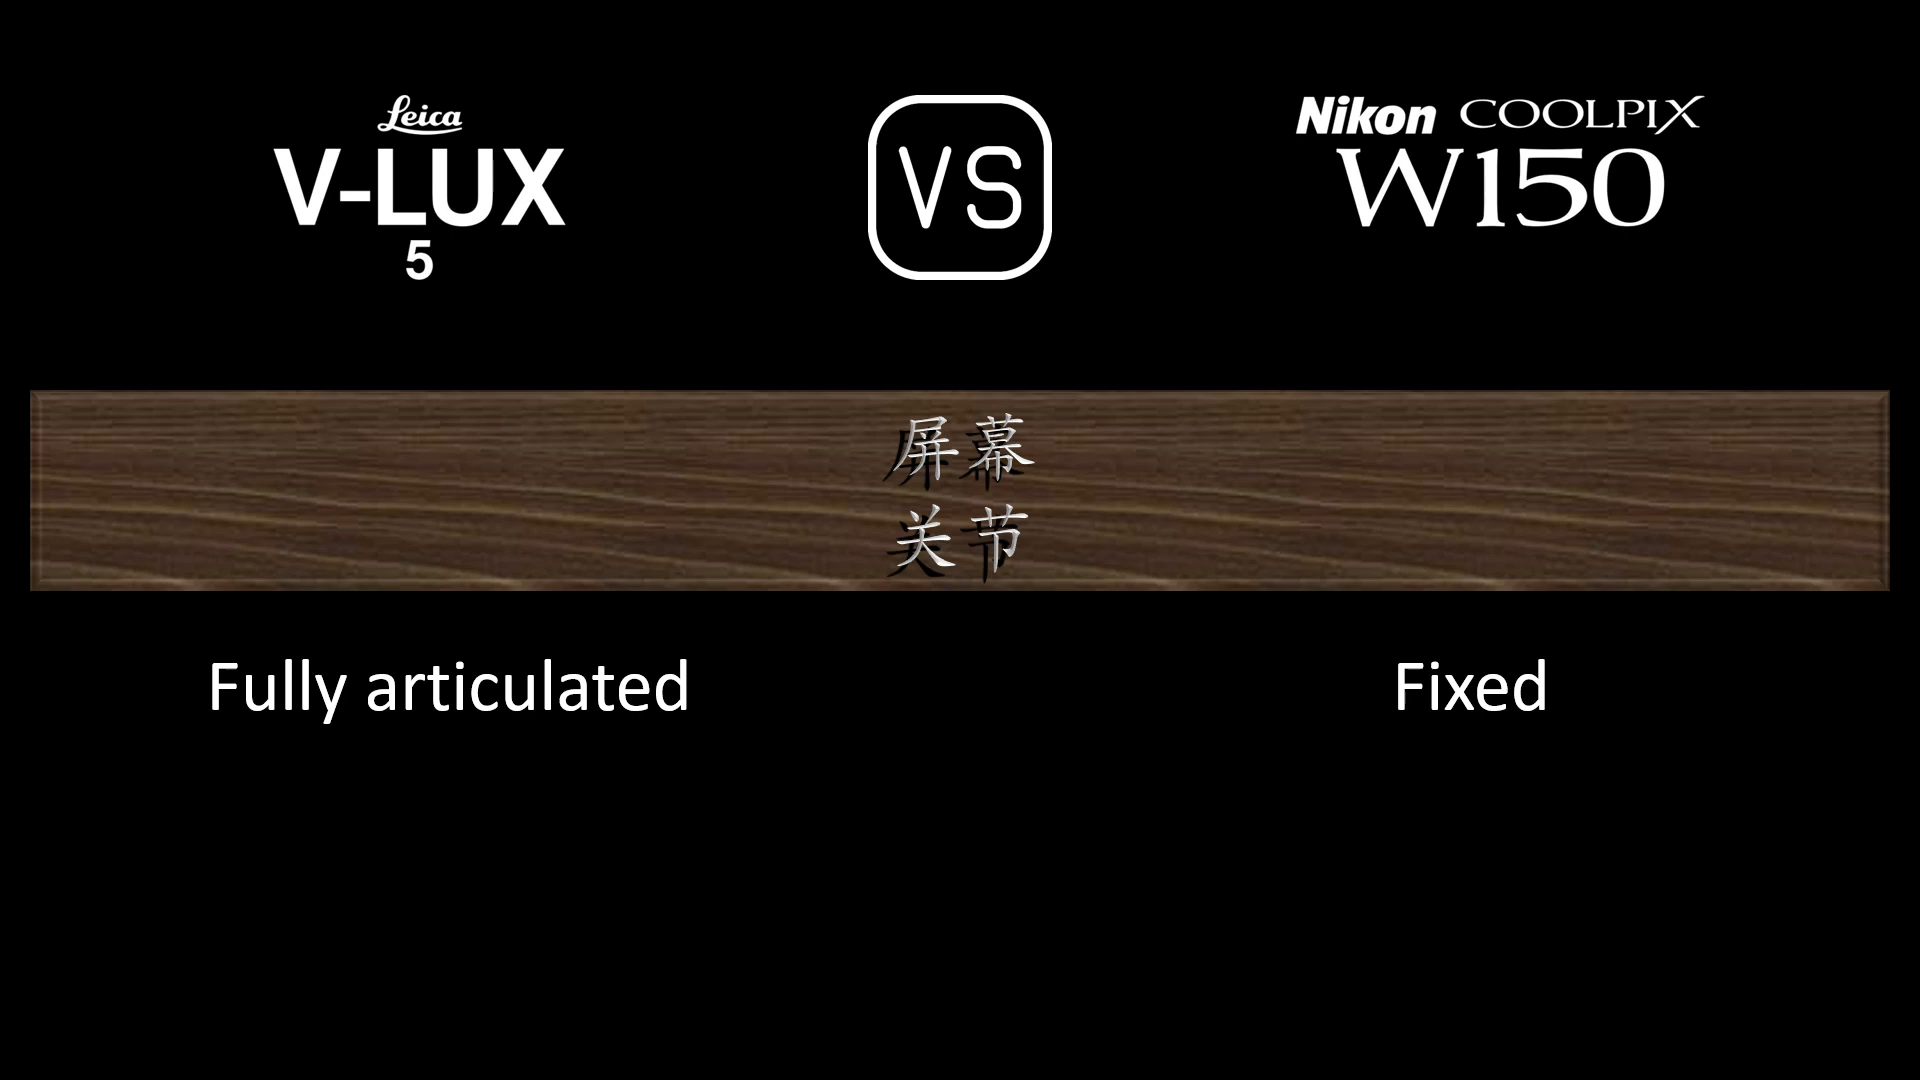 Leica
V-LUX
5
VS
Nikon COOLPIX
W150
屏幕
关节
Fully articulated
Fixed